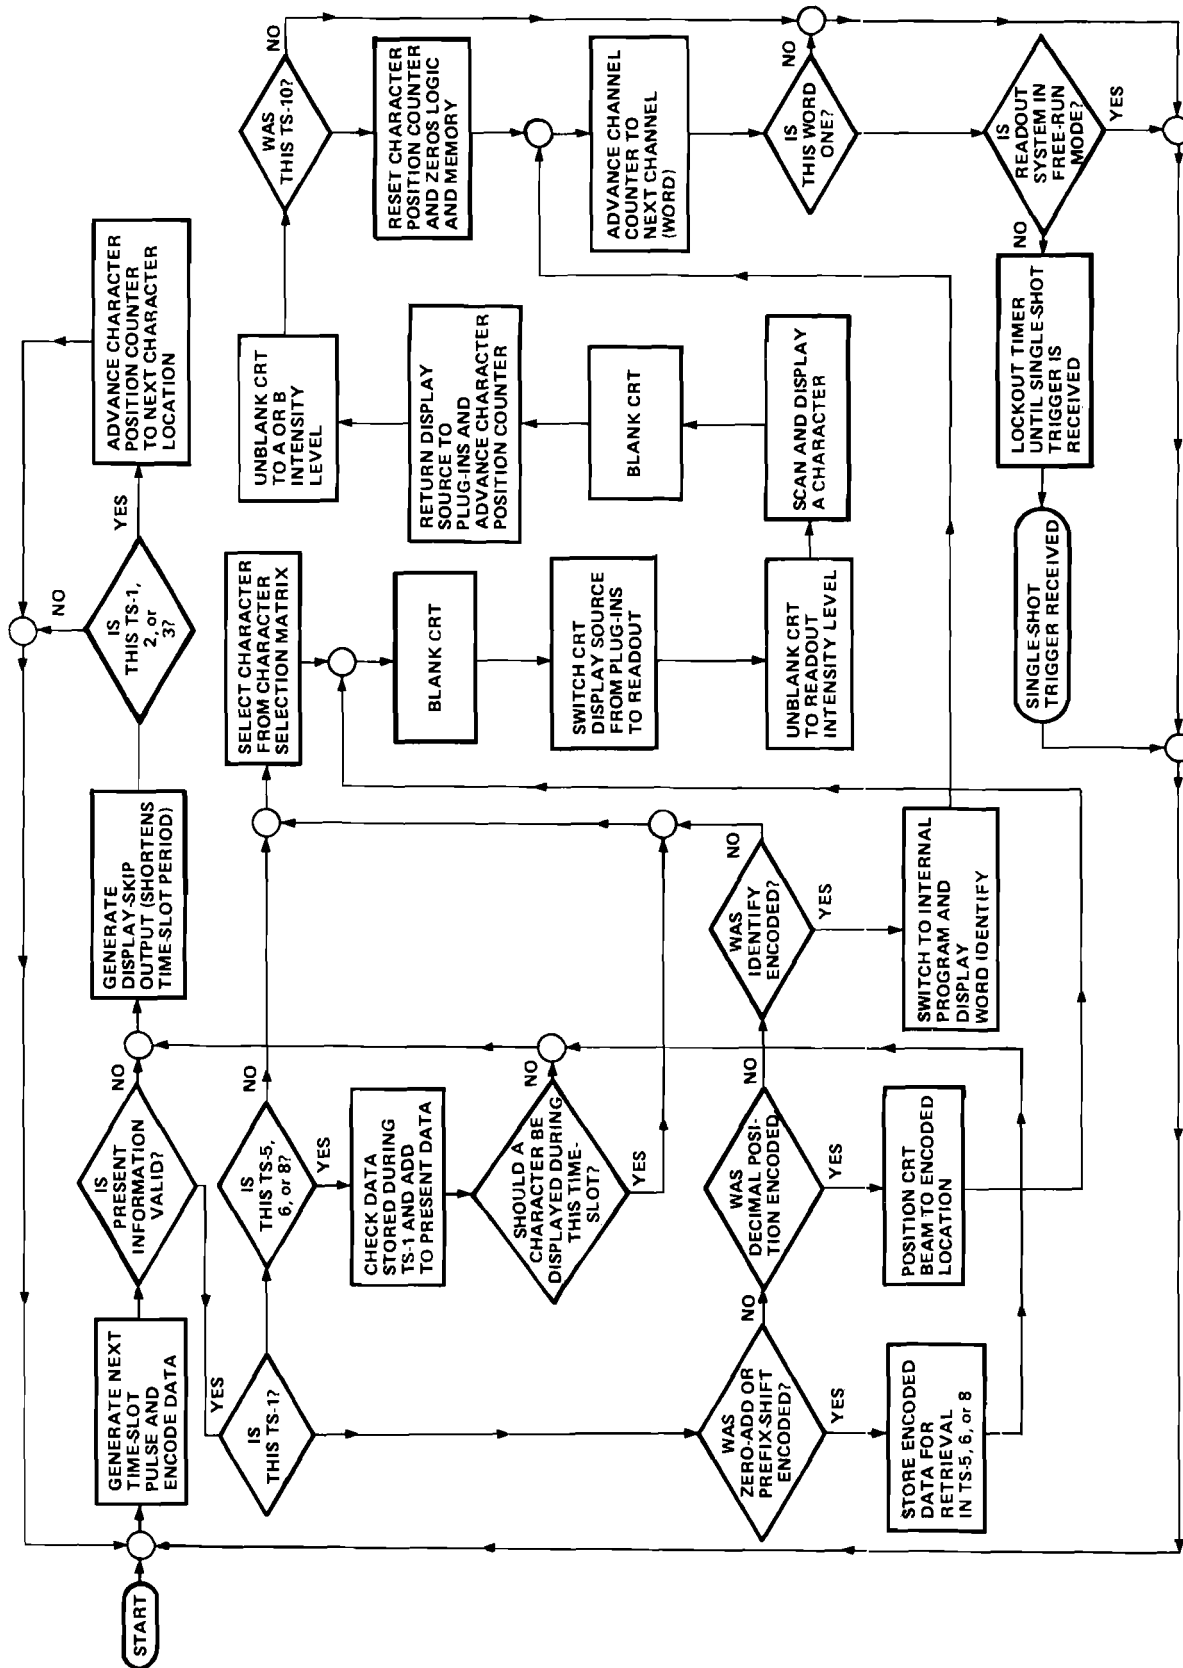 START
GENERATE NEXT
TIME-SLOT
PULSE AND
ENCODE DATA
IS
PRESENT
INFORMATION
VALID?
NO
YES
GENERATE
DISPLAY-SKIP
OUTPUT (SHORTENS
TIME-SLOT PERIOD)
IS
THIS TS-1,
2, or
3?
NO
YES
ADVANCE CHARACTER
POSITION COUNTER
TO NEXT CHARACTER
LOCATION
IS
THIS TS-1?
IS
THIS TS-5,
6, or 8?
NO
YES
CHECK DATA
STORED DURING
TS-1 AND ADD
TO PRESENT DATA
SHOULD A
CHARACTER BE
DISPLAYED DURING
THIS TIME-
SLOT?
NO
YES
SELECT CHARACTER
FROM CHARACTER
SELECTION MATRIX
BLANK CRT
SWITCH CRT
DISPLAY SOURCE
FROM PLUG-INS
TO READOUT
UNBLANK CRT
TO READOUT
INTENSITY LEVEL
SCAN AND DISPLAY
A CHARACTER
BLANK CRT
RETURN DISPLAY
SOURCE TO
PLUG-INS AND
ADVANCE CHARACTER
POSITION COUNTER
UNBLANK CRT
TO A OR B
INTENSITY
LEVEL
WAS
THIS TS-10?
NO
RESET CHARACTER
POSITION COUNTER
AND ZEROS LOGIC
AND MEMORY
ADVANCE CHANNEL
COUNTER TO
NEXT CHANNEL
(WORD)
IS
THIS WORD
ONE?
NO
IS
READOUT
SYSTEM IN
FREE-RUN
MODE?
YES
NO
LOCKOUT TIMER
UNTIL SINGLE-SHOT
TRIGGER IS
RECEIVED
SINGLE-SHOT
TRIGGER RECEIVED
WAS
ZERO-ADD OR
PREFIX-SHIFT
ENCODED?
NO
YES
STORE ENCODED
DATA FOR
RETRIEVAL
IN TS-5, 6, or 8
WAS
DECIMAL POSI-
TION ENCODED
NO
YES
POSITION CRT
BEAM TO ENCODED
LOCATION
WAS
IDENTIFY
ENCODED?
NO
YES
SWITCH TO INTERNAL
PROGRAM AND
DISPLAY
WORD IDENTIFY